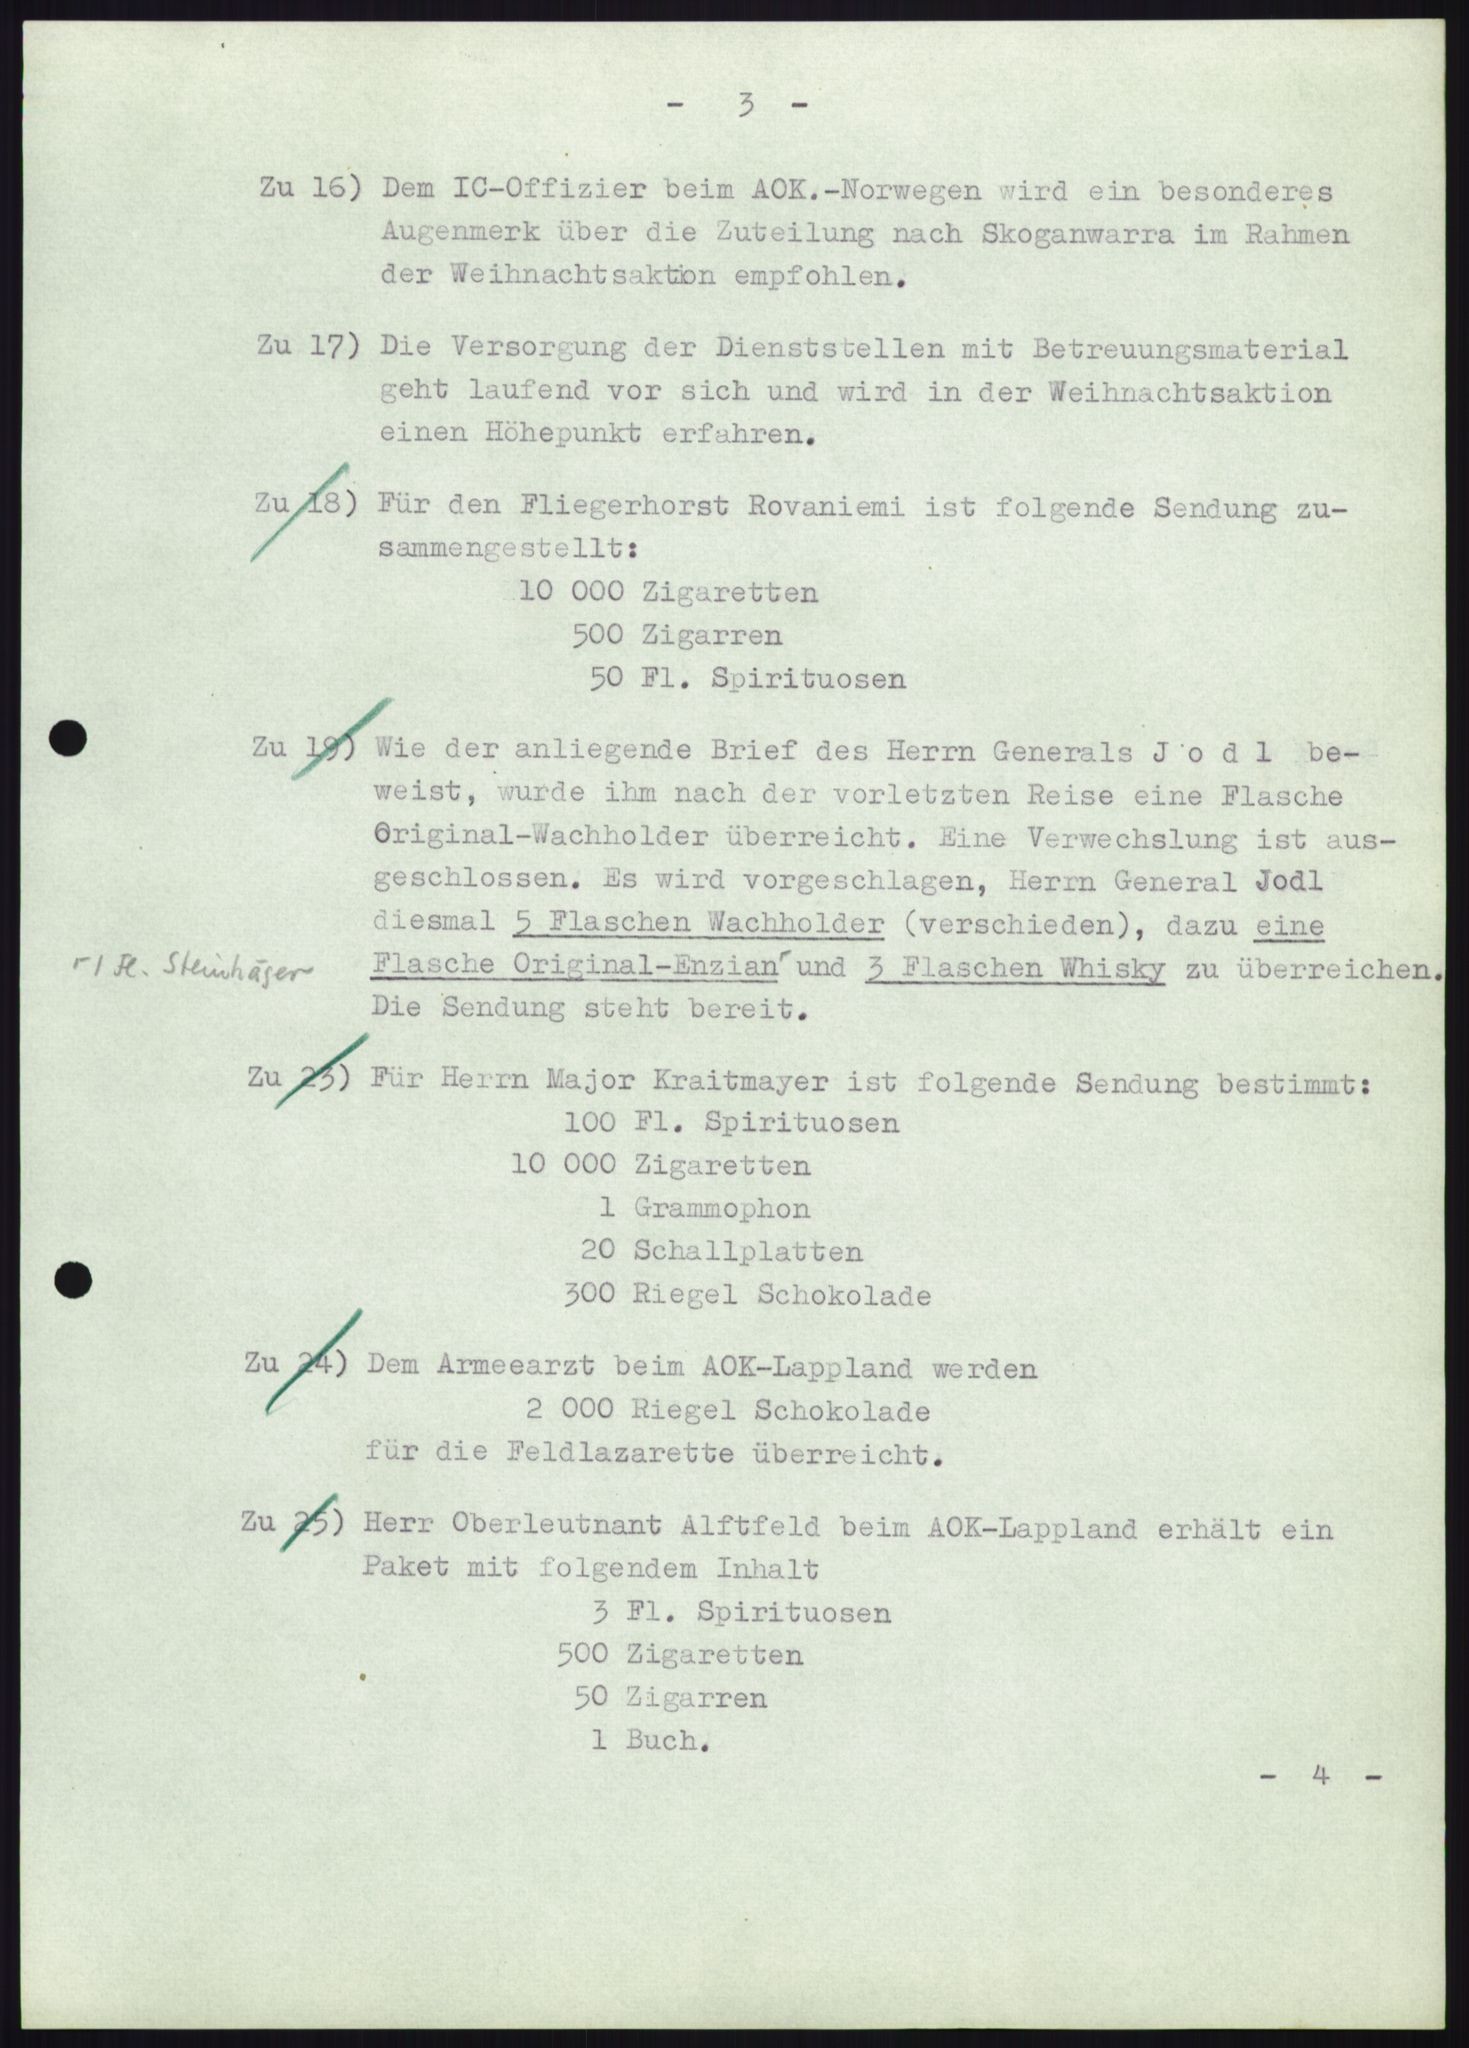 - 3 -
Zu 16) Dem IC-Offizier beim AOK.-Norwegen wird ein besonderes
Augenmerk über die Zuteilung nach Skoganwarra im Rahmen
der Weihnachtsaktion empfohlen.
Zu 17) Die Versorgung der Dienststellen mit Betreuungsmaterial
geht laufend vor sich und wird in der Weihnachtsaktion
einen Höhepunkt erfahren.
Zu 18) Für den Fliegerhorst Rovaniemi ist folgende Sendung zu-
sammengestellt:
10 000 Zigaretten
500 Zigarren
50 Fl. Spirituosen
Zu 19) Wie der anliegende Brief des Herrn Generals J o d l be-
weist, wurde ihm nach der vorletzten Reise eine Flasche
Original-Wachholder überreicht. Eine Verwechslung ist aus-
geschlossen. Es wird vorgeschlagen, Herrn General Jodl
diesmal 5 Flaschen Wachholder (verschieden), dazu eine
Γ 1 Fl. Steinhäger
Flasche Original-Enzian Γ und 3 Flaschen Whisky zu überreichen.
Die Sendung steht bereit.
Zu 23) Für Herrn Major Kraitmayer ist folgende Sendung bestimmt:
100 Fl. Spirituosen
10 000 Zigaretten
1 Grammophon
20 Schallplatten
300 Riegel Schokolade
Zu 24) Dem Armeearzt beim AOK-Lappland werden
2 000 Riegel Schokolade
für die Feldlazarette überreicht.
Zu 25) Herr Oberleutnant Alftfeld beim AOK-Lappland erhält ein
Paket mit folgendem Inhalt
3 Fl. Spirituosen
500 Zigaretten
50 Zigarren
1 Buch.
- 4 -